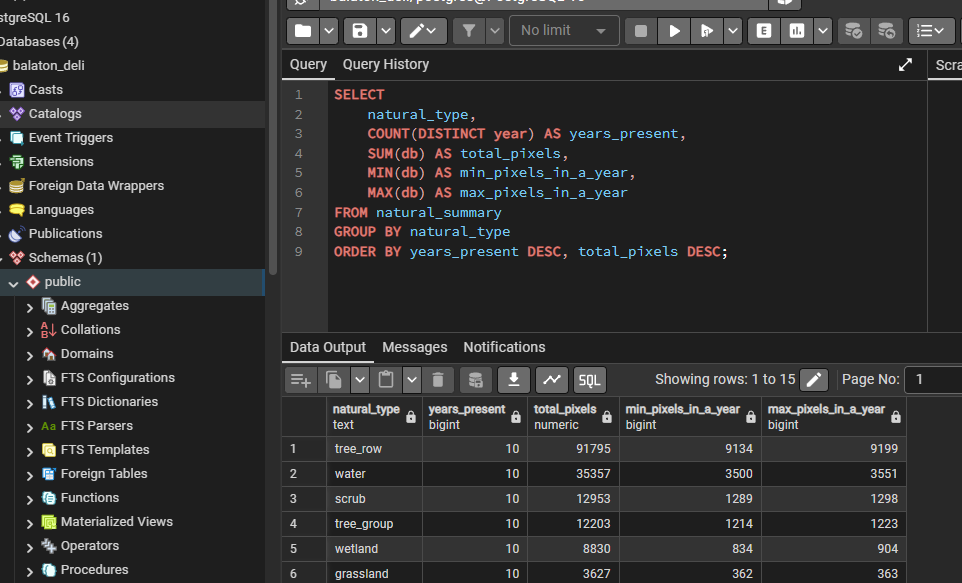 balaton_deli/postgres@PostgreSQL 16
stgreSQL 16
Databases (4)
balaton_deli
Casts
Catalogs
Event Triggers
Extensions
Foreign Data Wrappers
Languages
Publications
Schemas (1)
public
Aggregates
Collations
Domains
FTS Configurations
FTS Dictionaries
Aa FTS Parsers
FTS Templates
Foreign Tables
Functions
Materialized Views
Operators
Procedures
No limit
E
Query Query History
Scra
1 SELECT
2 natural_type,
3 COUNT(DISTINCT year) AS years_present,
4 SUM(db) AS total_pixels,
5 MIN(db) AS min_pixels_in_a_year,
6 MAX(db) AS max_pixels_in_a_year
7 FROM natural_summary
8 GROUP BY natural_type
9 ORDER BY years_present DESC, total_pixels DESC;
Data Output Messages Notifications
SQL Showing rows: 1 to 15 Page No: 1
natural_type years_present total_pixels min_pixels_in_a_year max_pixels_in_a_year
text bigint numeric bigint bigint
1 tree_row 10 91795 9134 9199
2 water 10 35357 3500 3551
3 scrub 10 12953 1289 1298
4 tree_group 10 12203 1214 1223
5 wetland 10 8830 834 904
6 grassland 10 3627 362 363